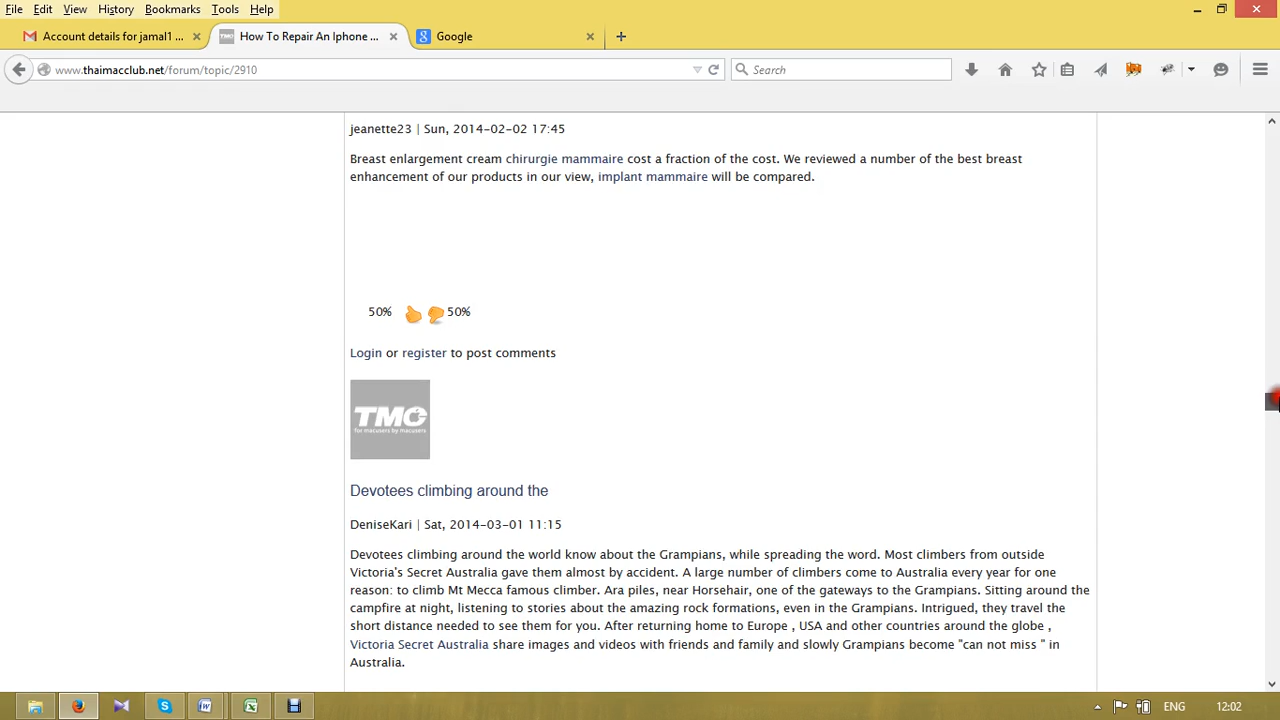 File Edit View History Bookmarks Tools Help
Account details for jamal1 ... How To Repair An Iphone ... Google
www.thaimacclub.net/forum/topic/2910 Search
jeanette23 | Sun, 2014-02-02 17:45
Breast enlargement cream chirurgie mammaire cost a fraction of the cost. We reviewed a number of the best breast
enhancement of our products in our view, implant mammaire will be compared.
50% 50%
Login or register to post comments
TMC
for macusers by macusers
Devotees climbing around the
DeniseKari | Sat, 2014-03-01 11:15
Devotees climbing around the world know about the Grampians, while spreading the word. Most climbers from outside
Victoria's Secret Australia gave them almost by accident. A large number of climbers come to Australia every year for one
reason: to climb Mt Mecca famous climber. Ara piles, near Horsehair, one of the gateways to the Grampians. Sitting around the
campfire at night, listening to stories about the amazing rock formations, even in the Grampians. Intrigued, they travel the
short distance needed to see them for you. After returning home to Europe , USA and other countries around the globe ,
Victoria Secret Australia share images and videos with friends and family and slowly Grampians become "can not miss " in
Australia.
ENG 12:02